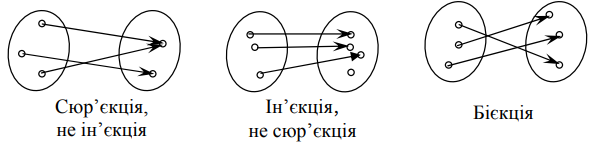 Сюр’єкція,
не ін’єкція
Ін’єкція,
не сюр’єкція
Бієкція